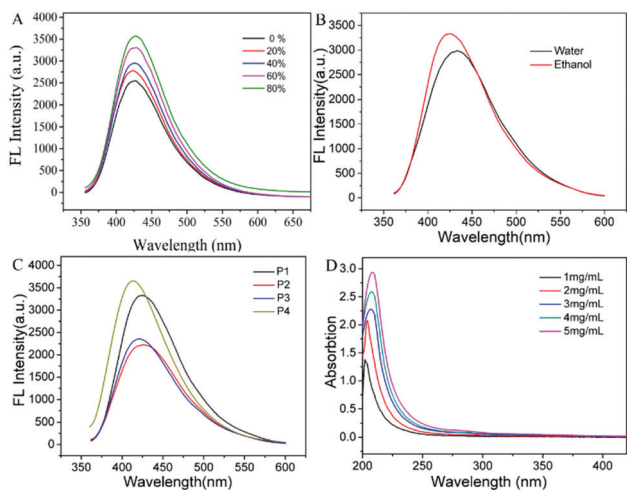 A
4000
3500
3000
2500
2000
1500
1000
500
0
FL Intensity (a.u.)
0 %
20%
40%
60%
80%
350 400 450 500 550 600 650
Wavelength (nm)
B
3500
3000
2500
2000
1500
1000
500
0
FL Intensity(a.u.)
Water
Ethanol
350 400 450 500 550 600
Wavelength(nm)
C
4000
3500
3000
2500
2000
1500
1000
500
0
FL Intensity(a.u.)
P1
P2
P3
P4
350 400 450 500 550 600
Wavelength(nm)
D
3.0
2.5
2.0
1.5
1.0
0.5
0.0
Absorbtion
1mg/mL
2mg/mL
3mg/mL
4mg/mL
5mg/mL
200 250 300 350 400
Wavelength(nm)